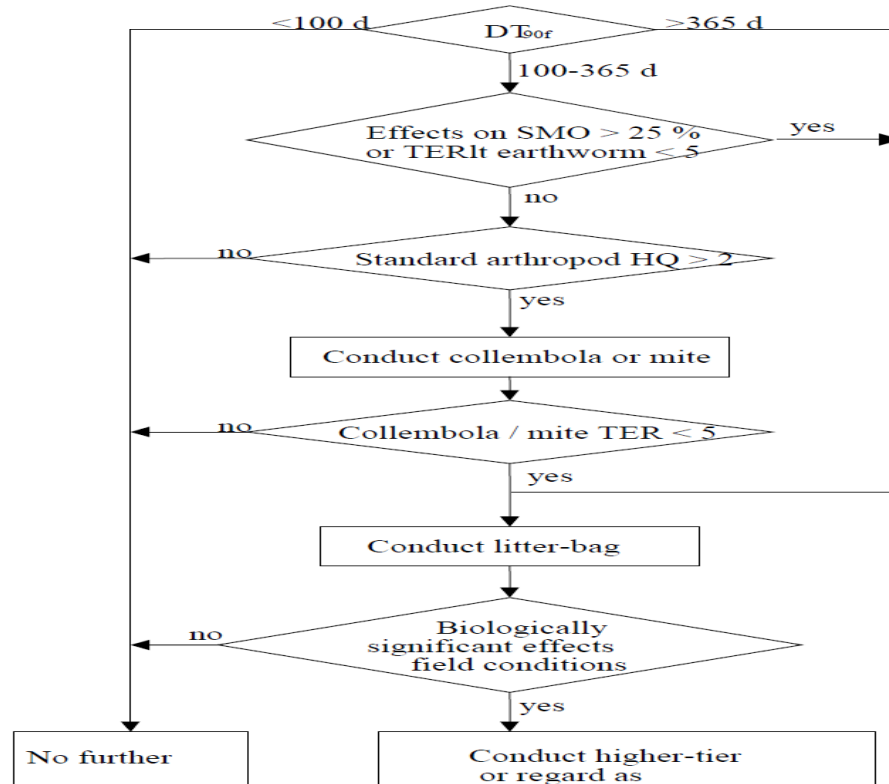 <100 d
DT90f
>365 d
100-365 d
Effects on SMO > 25 %
or TERlt earthworm < 5
yes
no
no
Standard arthropod HQ > 2
yes
Conduct collembola or mite
no
Collembola / mite TER < 5
yes
Conduct litter-bag
Biologically
no
significant effects
field conditions
yes
No further
Conduct higher-tier
or regard as